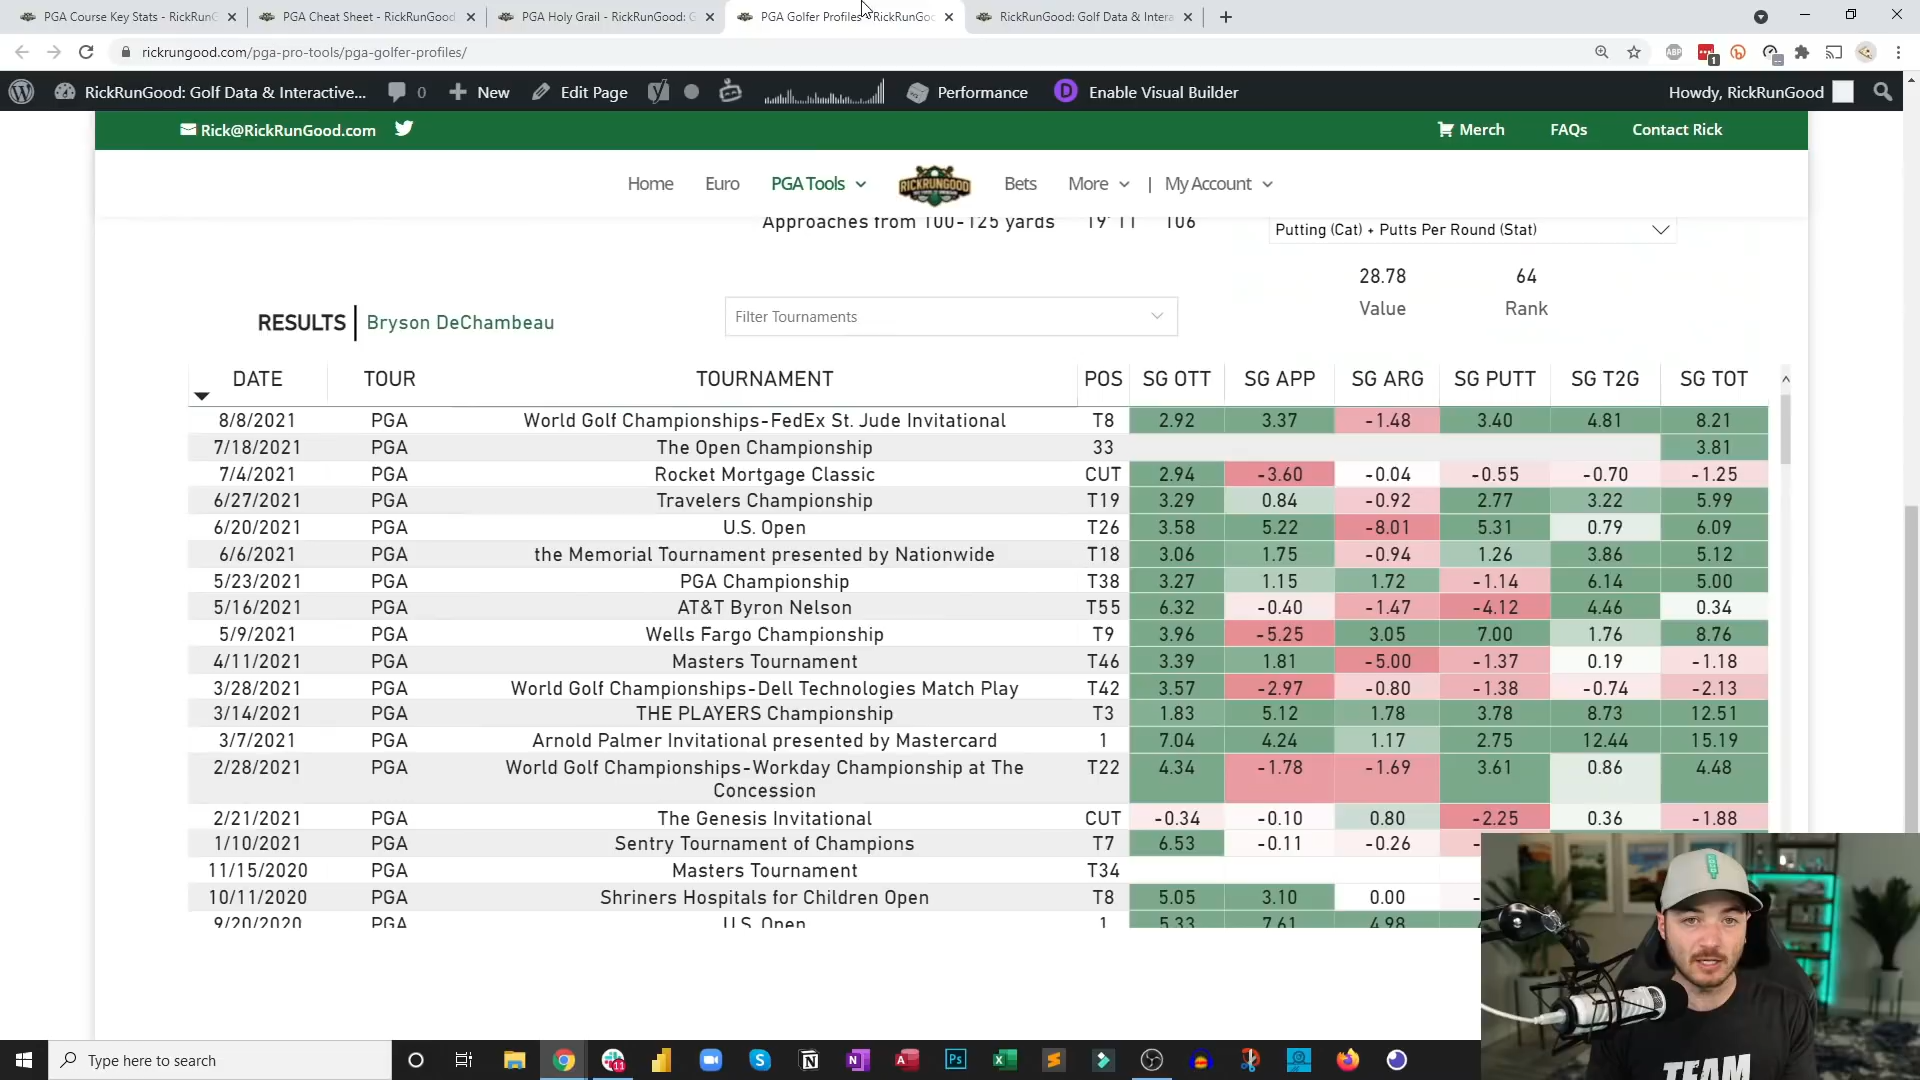 PGA Course Key Stats - RickRunG
PGA Cheat Sheet - RickRunGood
PGA Holy Grail - RickRunGood: G
PGA Golfer Profiles - RickRunGoo
RickRunGood: Golf Data & Intera
rickrungood.com/pga-pro-tools/pga-golfer-profiles/
RickRunGood: Golf Data & Interactive...
0
New
Edit Page
Performance
Enable Visual Builder
Howdy, RickRunGood
Rick@RickRunGood.com
Merch
FAQs
Contact Rick
Home
Euro
PGA Tools
RICKRUNGOOD
Bets
More
|
My Account
Approaches from 100-125 yards 19' 11 106
Putting (Cat) + Putts Per Round (Stat)
28.78 64
Value Rank
RESULTS Bryson DeChambeau
Filter Tournaments
DATE TOUR TOURNAMENT POS SG OTT SG APP SG ARG SG PUTT SG T2G SG TOT
8/8/2021 PGA World Golf Championships-FedEx St. Jude Invitational T8 2.92 3.37 -1.48 3.40 4.81 8.21
7/18/2021 PGA The Open Championship 33 3.81
7/4/2021 PGA Rocket Mortgage Classic CUT 2.94 -3.60 -0.04 -0.55 -0.70 -1.25
6/27/2021 PGA Travelers Championship T19 3.29 0.84 -0.92 2.77 3.22 5.99
6/20/2021 PGA U.S. Open T26 3.58 5.22 -8.01 5.31 0.79 6.09
6/6/2021 PGA the Memorial Tournament presented by Nationwide T18 3.06 1.75 -0.94 1.26 3.86 5.12
5/23/2021 PGA PGA Championship T38 3.27 1.15 1.72 -1.14 6.14 5.00
5/16/2021 PGA AT&T Byron Nelson T55 6.32 -0.40 -1.47 -4.12 4.46 0.34
5/9/2021 PGA Wells Fargo Championship T9 3.96 -5.25 3.05 7.00 1.76 8.76
4/11/2021 PGA Masters Tournament T46 3.39 1.81 -5.00 -1.37 0.19 -1.18
3/28/2021 PGA World Golf Championships-Dell Technologies Match Play T42 3.57 -2.97 -0.80 -1.38 -0.74 -2.13
3/14/2021 PGA THE PLAYERS Championship T3 1.83 5.12 1.78 3.78 8.73 12.51
3/7/2021 PGA Arnold Palmer Invitational presented by Mastercard 1 7.04 4.24 1.17 2.75 12.44 15.19
2/28/2021 PGA World Golf Championships-Workday Championship at The T22 4.34 -1.78 -1.69 3.61 0.86 4.48
Concession
2/21/2021 PGA The Genesis Invitational CUT -0.34 -0.10 0.80 -2.25 0.36 -1.88
1/10/2021 PGA Sentry Tournament of Champions T7 6.53 -0.11 -0.26 -
11/15/2020 PGA Masters Tournament T34
10/11/2020 PGA Shriners Hospitals for Children Open T8 5.05 3.10 0.00 -
9/20/2020 PGA U.S. Open 1 5.33 7.61 4.98
TEAM
Type here to search